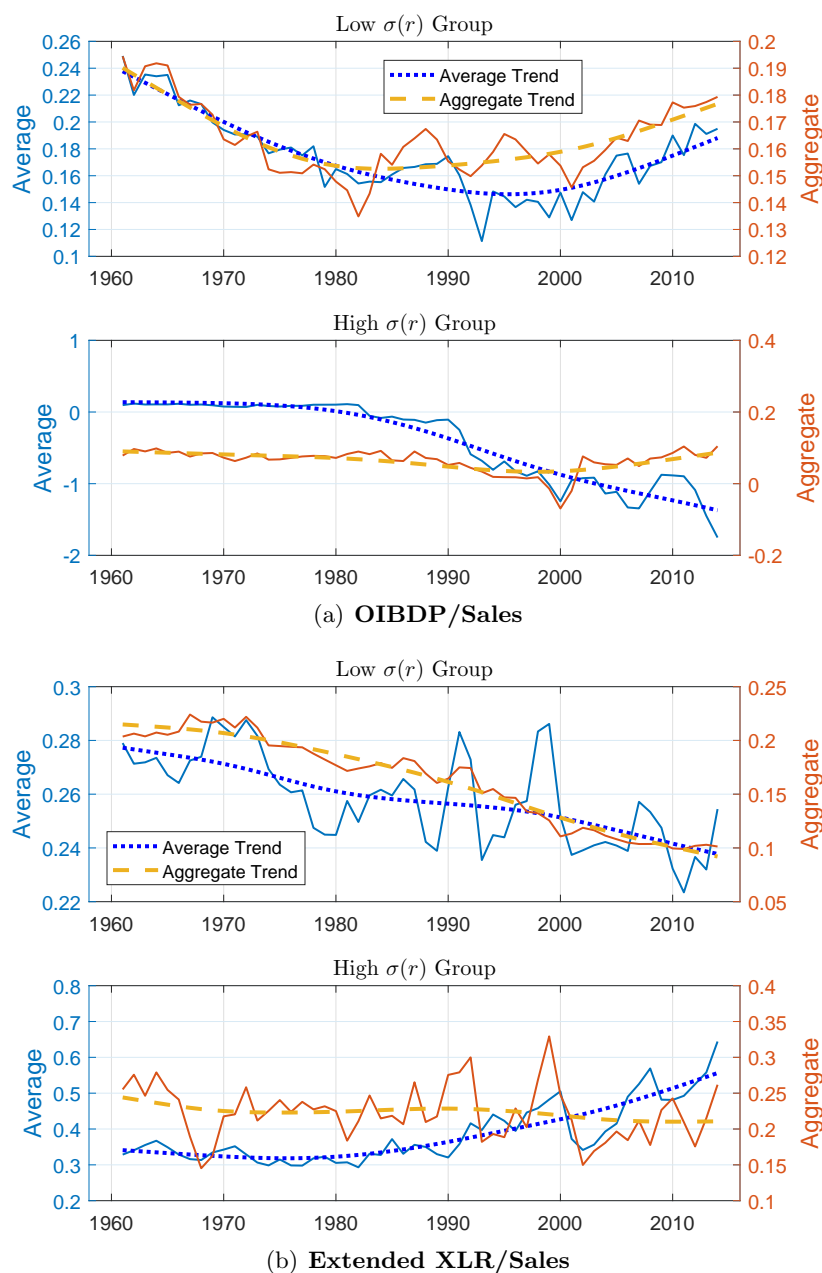 Low σ(r) Group
0.26
0.24
0.22
0.2
0.18
0.16
0.14
0.12
0.1
Average
0.2
0.19
0.18
0.17
0.16
0.15
0.14
0.13
0.12
Aggregate
Average Trend
Aggregate Trend
1960 1970 1980 1990 2000 2010
High σ(r) Group
1
0
-1
-2
Average
0.4
0.2
0
-0.2
Aggregate
1960 1970 1980 1990 2000 2010
(a) OIBDP/Sales
Low σ(r) Group
0.3
0.28
0.26
0.24
0.22
Average
0.25
0.2
0.15
0.1
0.05
Aggregate
Average Trend
Aggregate Trend
1960 1970 1980 1990 2000 2010
High σ(r) Group
0.8
0.7
0.6
0.5
0.4
0.3
0.2
Average
0.4
0.35
0.3
0.25
0.2
0.15
0.1
Aggregate
1960 1970 1980 1990 2000 2010
(b) Extended XLR/Sales